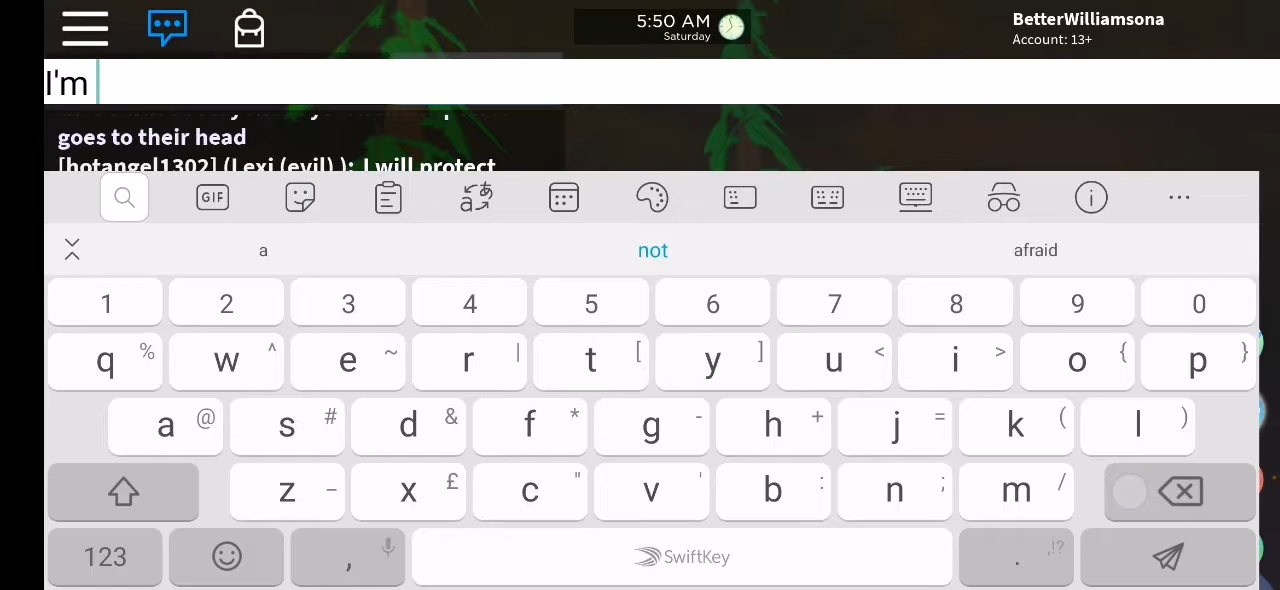 5:50 AM
Saturday
BetterWilliamsona
Account: 13+
I'm
goes to their head
[hotangel1302] (Lexi (evil) ): I will protect
GIF
a not afraid
1 2 3 4 5 6 7 8 9 0
q % w ^ e ~ r | t [ y ] u < i > o { p }
a @ s # d & f * g - h + j = k ( l )
z _ x £ c " v ' b : n ; m /
123 , SwiftKey . ,!?